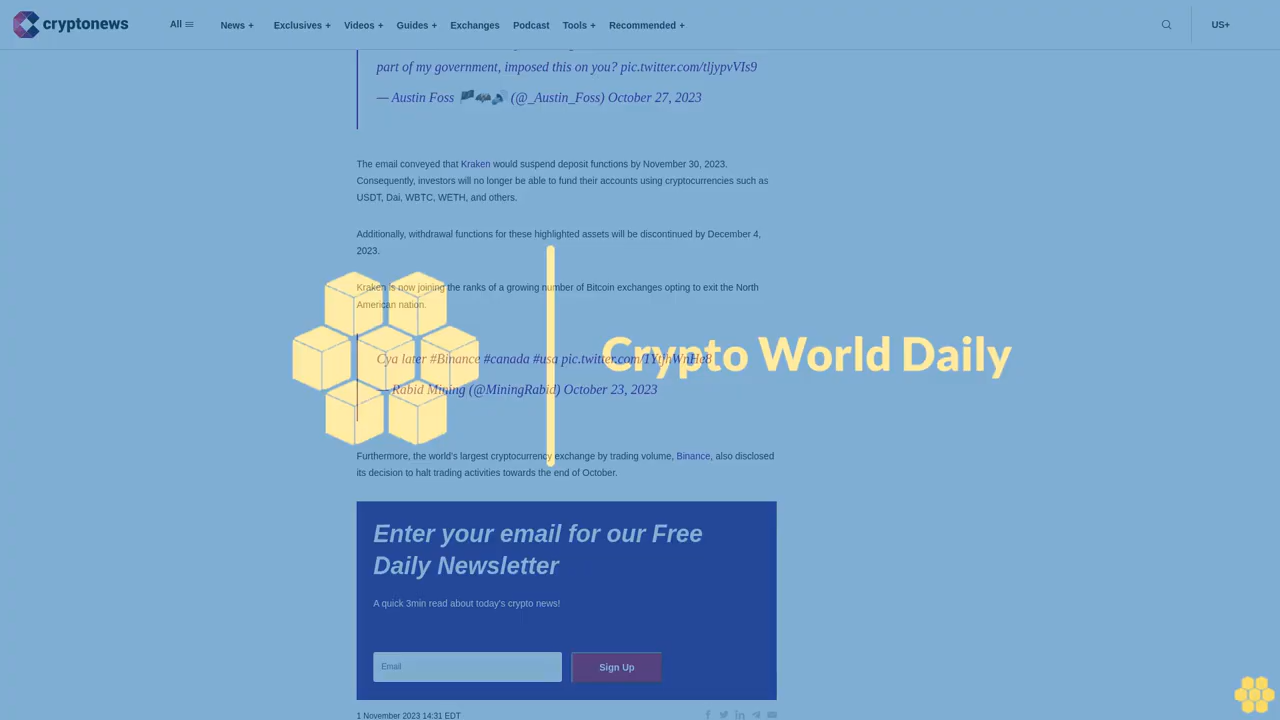 cryptonews
All
News +
Exclusives +
Videos +
Guides +
Exchanges
Podcast
Tools +
Recommended +
US+
part of my government, imposed this on you? pic.twitter.com/tljypvVIs9
— Austin Foss 🏴🦇🔊 (@_Austin_Foss) October 27, 2023
The email conveyed that Kraken would suspend deposit functions by November 30, 2023.
Consequently, investors will no longer be able to fund their accounts using cryptocurrencies such as
USDT, Dai, WBTC, WETH, and others.
Additionally, withdrawal functions for these highlighted assets will be discontinued by December 4,
2023.
Kraken is now joining the ranks of a growing number of Bitcoin exchanges opting to exit the North
American nation.
Cya later #Binance #canada #usa
— Rabid Mining (@MiningRabid) October 23, 2023
Crypto World Daily
Furthermore, the world's largest cryptocurrency exchange by trading volume, Binance, also disclosed
its decision to halt trading activities towards the end of October.
Enter your email for our Free
Daily Newsletter
A quick 3min read about today's crypto news!
Email
Sign Up
1 November 2023 14:31 EDT